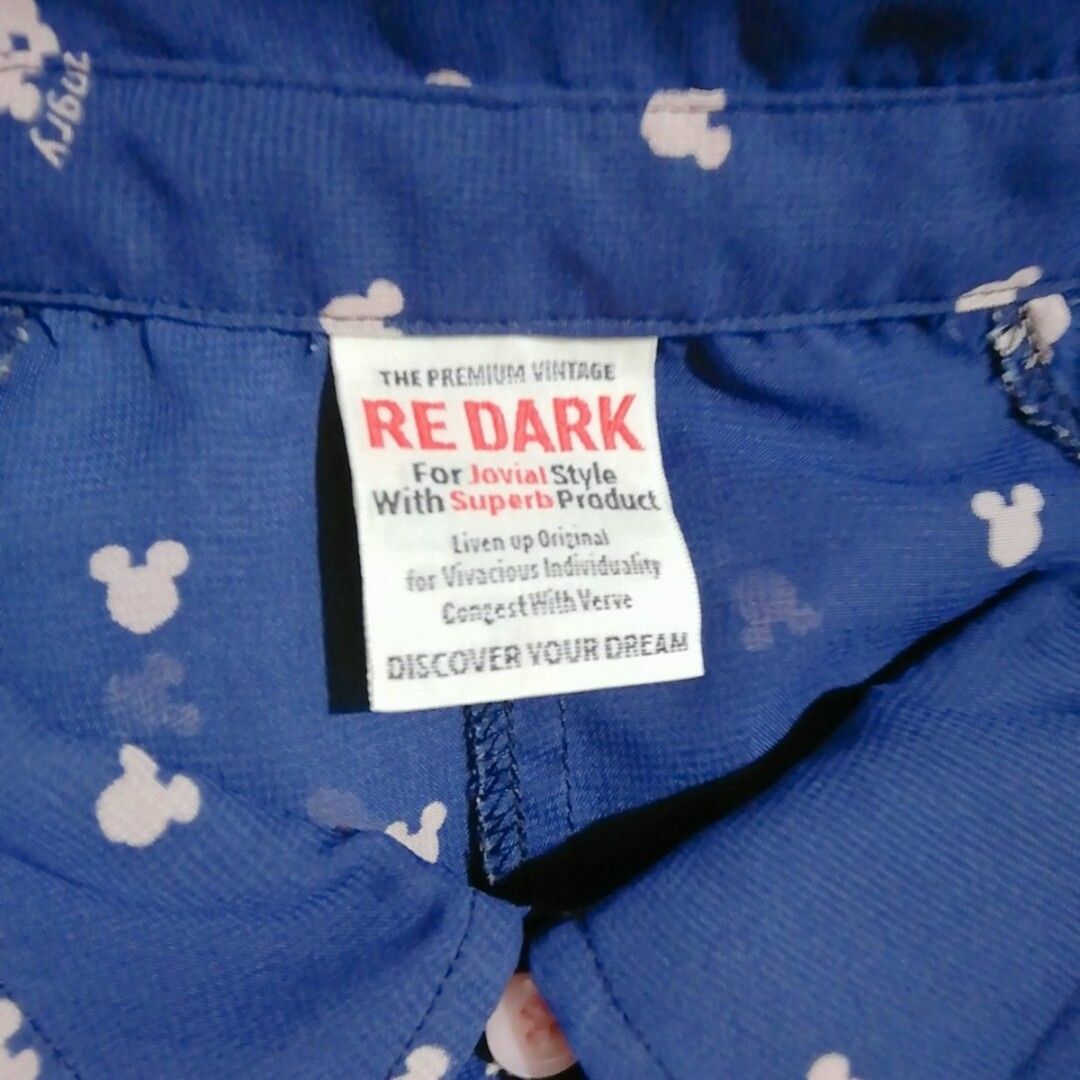 angry
THE PREMIUM VINTAGE
RE DARK
For Jovial Style
With Superb Product
Liven up Original
for Vivacious Individuality
Congest With Verve
DISCOVER YOUR DREAM